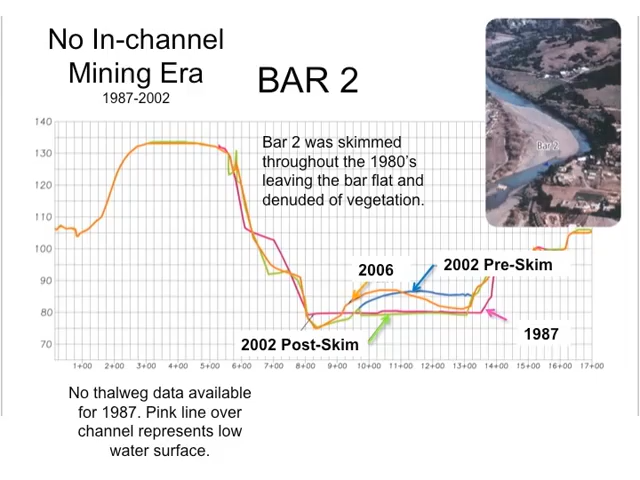 No In-channel
Mining Era
1987-2002
BAR 2
Bar 2
Bar 2 was skimmed
throughout the 1980's
leaving the bar flat and
denuded of vegetation.
140
130
120
110
100
90
80
70
2006
2002 Pre-Skim
2002 Post-Skim
1987
1+00 2+00 3+00 4+00 5+00 6+00 7+00 8+00 9+00 10+00 11+00 12+00 13+00 14+00 15+00 16+00 17+00
No thalweg data available
for 1987. Pink line over
channel represents low
water surface.